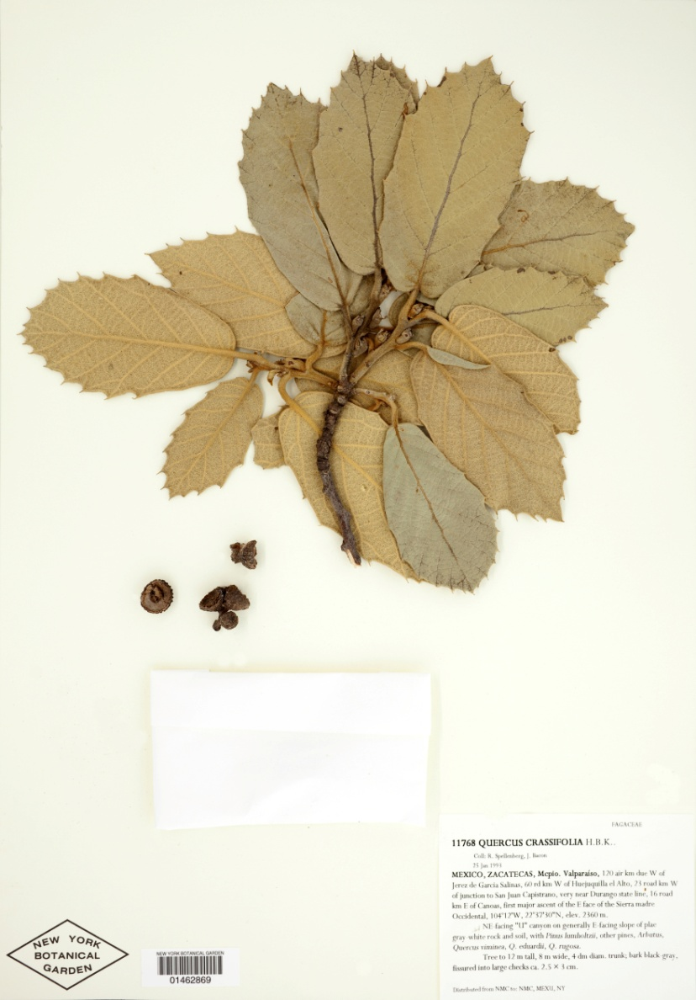 FAGACEAE
11768 QUERCUS CRASSIFOLIA H.B.K..
Coll: R. Spellenberg, J. Bacon
25 Jan 1993
MEXICO, ZACATECAS, Mcpio. Valparaíso, 120 air km due W of
Jerez de García Salinas, 60 rd km W of Huejuquilla el Alto, 23 road km W
of junction to San Juan Capistrano, very near Durango state line, 16 road
km E of Canoas, first major ascent of the E face of the Sierra madre
Occidental, 104°12'W, 22°37'30"N, elev. 2360 m.
NE-facing "U" canyon on generally E-facing slope of plae
gray-white rock and soil, with Pinus lumholtzii, other pines, Arbutus,
Quercus viminea, Q. eduardii, Q. rugosa.
Tree to 12 m tall, 8 m wide, 4 dm diam. trunk; bark black-gray,
fissured into large checks ca. 2.5 × 3 cm.
Distributed from NMC to: NMC, MEXU, NY
NEW YORK
BOTANICAL
GARDEN
NEW YORK BOTANICAL GARDEN
01462869